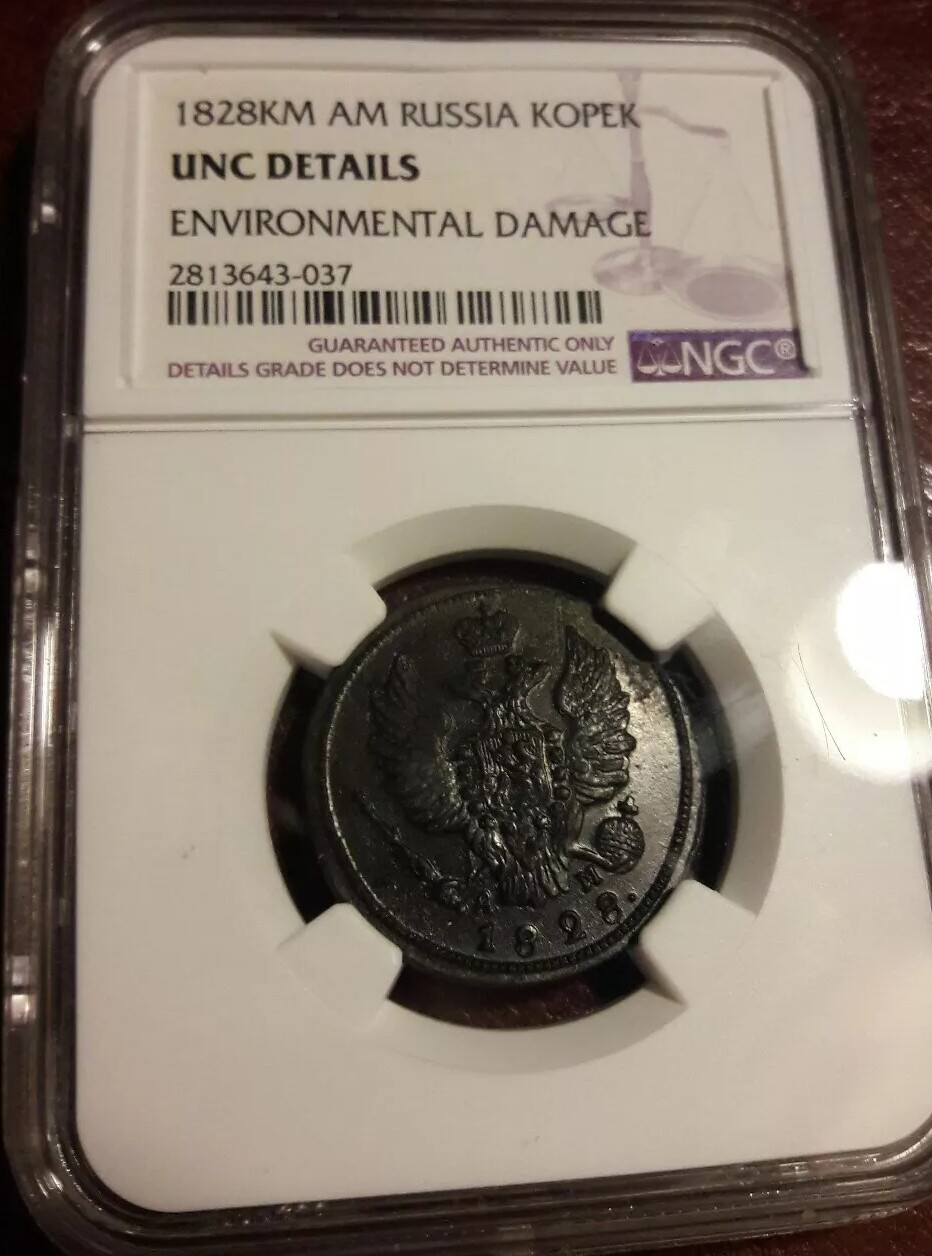 1828KM AM RUSSIA KOPEK
UNC DETAILS
ENVIRONMENTAL DAMAGE
2813643-037
GUARANTEED AUTHENTIC ONLY
DETAILS GRADE DOES NOT DETERMINE VALUE
NGC®
А М
1828.